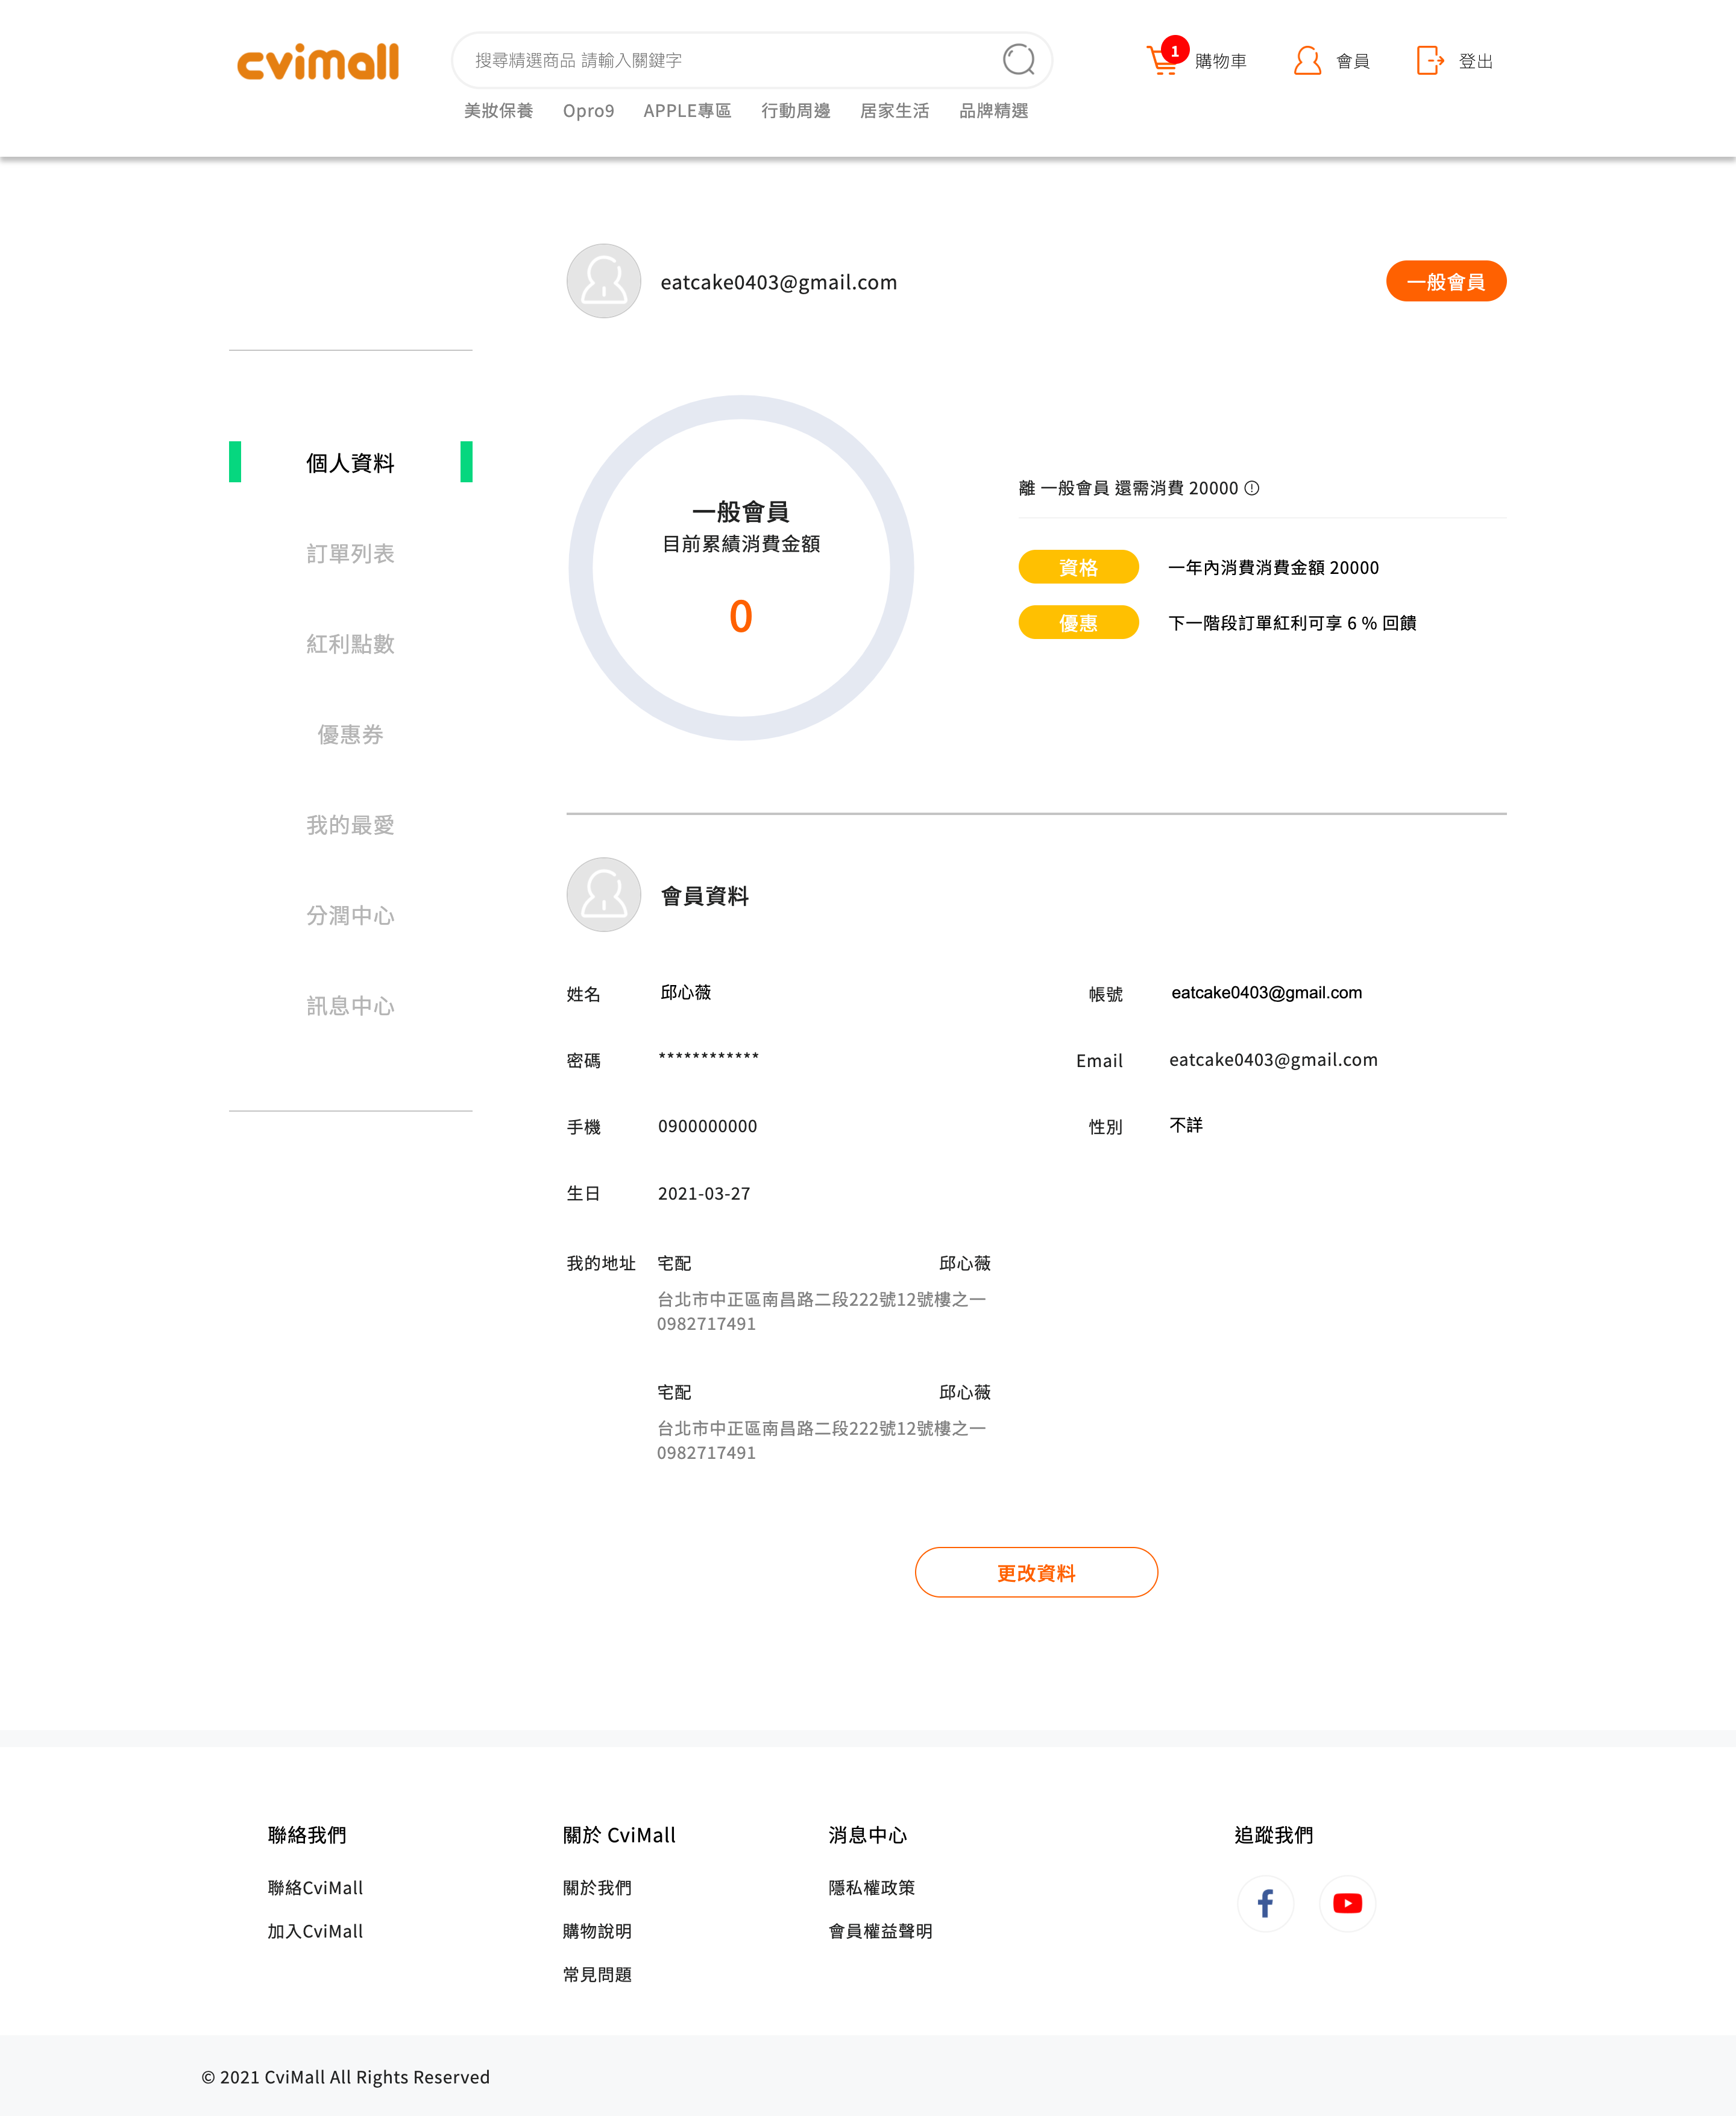 cvimall
搜尋精選商品 請輸入關鍵字
1
購物車
會員
登出
美妝保養
Opro9
APPLE專區
行動周邊
居家生活
品牌精選
eatcake0403@gmail.com
一般會員
個人資料
訂單列表
紅利點數
優惠券
我的最愛
分潤中心
訊息中心
一般會員
目前累績消費金額
0
離 一般會員 還需消費 20000
資格
一年內消費消費金額 20000
優惠
下一階段訂單紅利可享 6 % 回饋
會員資料
姓名
邱心薇
帳號
eatcake0403@gmail.com
密碼
************
Email
eatcake0403@gmail.com
手機
0900000000
性別
不詳
生日
2021-03-27
我的地址
宅配
邱心薇
台北市中正區南昌路二段222號12號樓之一
0982717491
宅配
邱心薇
台北市中正區南昌路二段222號12號樓之一
0982717491
更改資料
聯絡我們
聯絡CviMall
加入CviMall
關於 CviMall
關於我們
購物說明
常見問題
消息中心
隱私權政策
會員權益聲明
追蹤我們
© 2021 CviMall All Rights Reserved